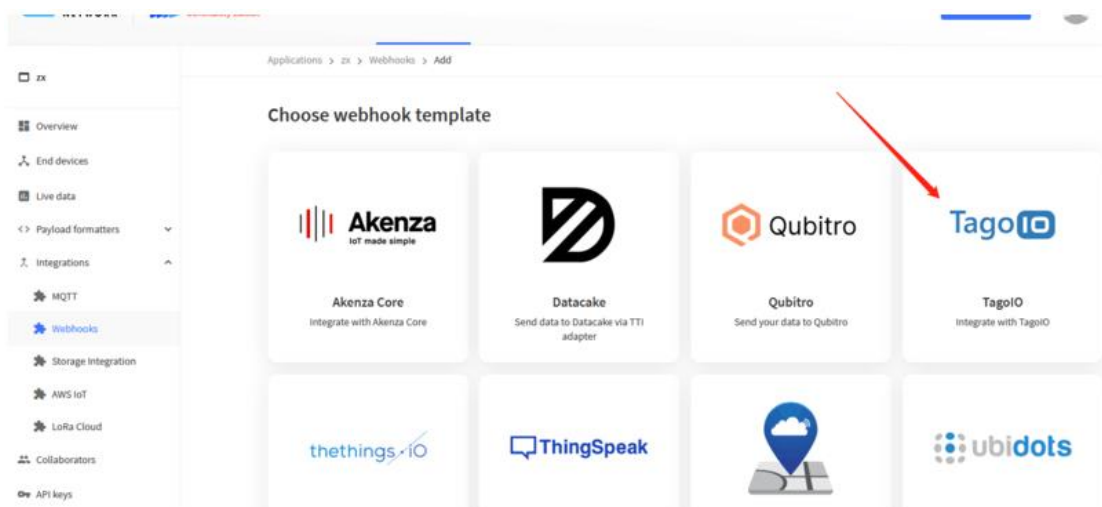 Applications > zx > Webhooks > Add
zx
Overview
End devices
Live data
Payload formatters
Integrations
MQTT
Webhooks
Storage Integration
AWS IoT
LoRa Cloud
Collaborators
API keys
Choose webhook template
Akenza
IoT made simple
Akenza Core
Integrate with Akenza Core
Datacake
Send data to Datacake via TTI
adapter
Qubitro
Qubitro
Send your data to Qubitro
TagoIO
TagoIO
Integrate with TagoIO
thethings.iO
ThingSpeak
ubidots